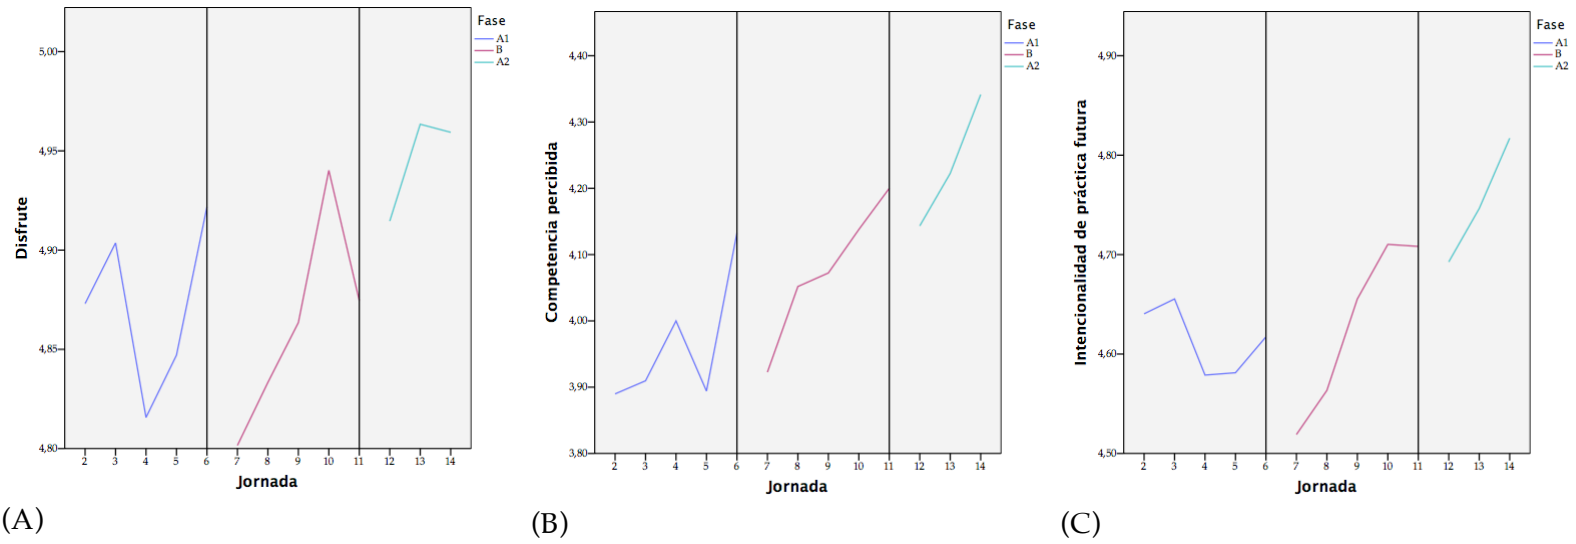 Disfrute
5,00
4,95
4,90
4,85
4,80
2 3 4 5 6 7 8 9 10 11 12 13 14
Jornada
Fase
A1
B
A2
(A)
Competencia percibida
4,40
4,30
4,20
4,10
4,00
3,90
3,80
2 3 4 5 6 7 8 9 10 11 12 13 14
Jornada
Fase
A1
B
A2
(B)
Intencionalidad de práctica futura
4,90
4,80
4,70
4,60
4,50
2 3 4 5 6 7 8 9 10 11 12 13 14
Jornada
Fase
A1
B
A2
(C)